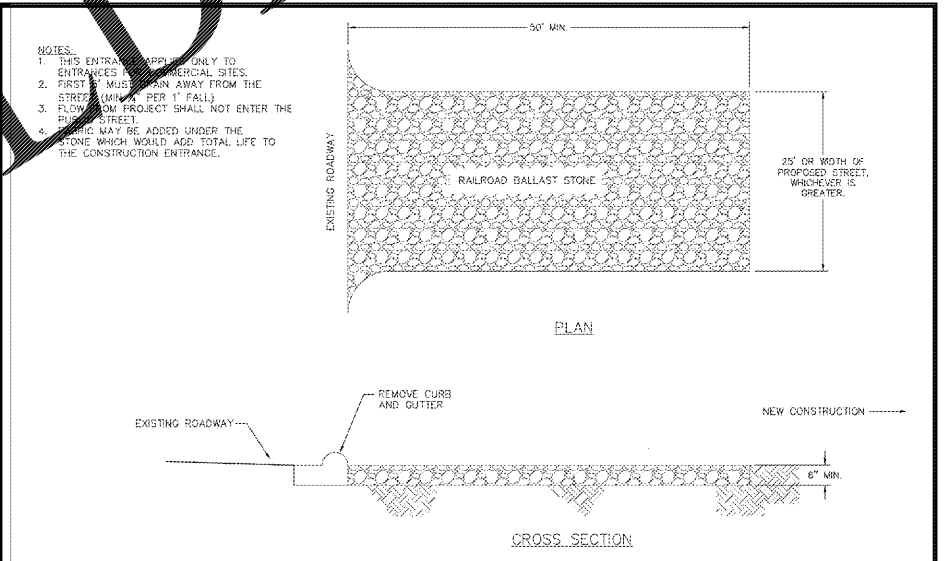 50' MIN.
NOTES:
1. THIS ENTRANCE APPLIES ONLY TO
ENTRANCES FOR COMMERCIAL SITES.
2. FIRST MUST DRAIN AWAY FROM THE
STREET (MIN PER 1' FALL)
3. FLOW FROM PROJECT SHALL NOT ENTER THE
STREET.
4. FABRIC MAY BE ADDED UNDER THE
STONE WHICH WOULD ADD TOTAL LIFE TO
THE CONSTRUCTION ENTRANCE.
EXISTING ROADWAY
RAILROAD BALLAST STONE
25' OR WIDTH OF
PROPOSED STREET,
WHICHEVER IS
GREATER.
PLAN
REMOVE CURB
AND GUTTER
EXISTING ROADWAY
NEW CONSTRUCTION
6" MIN.
CROSS SECTION